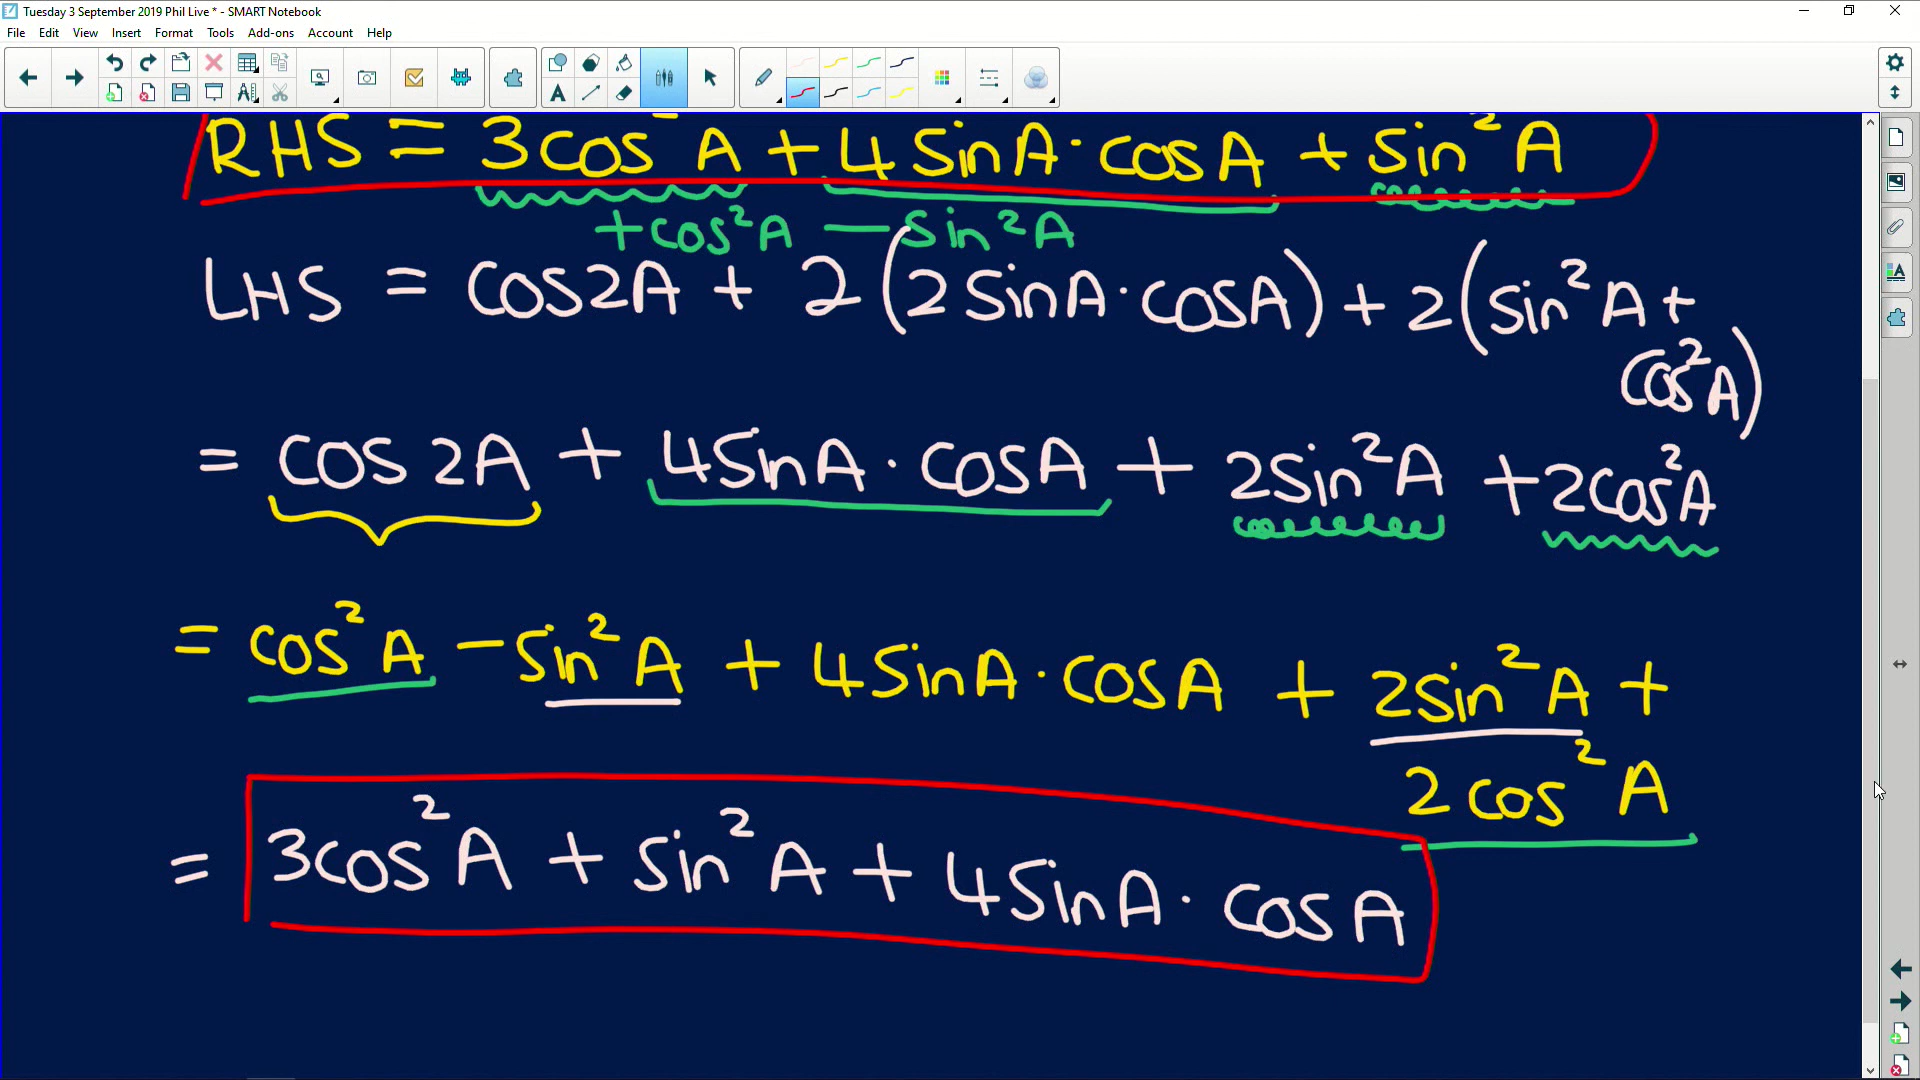 Tuesday 3 September 2019 Phil Live * - SMART Notebook
File Edit View Insert Format Tools Add-ons Account Help
RHS = 3cos²A + 4sinA·cosA + sin²A
+cos²A - sin²A
LHS = cos2A + 2(2sinA·cosA) + 2(sin²A +
cos²A)
= cos2A + 4sinA·cosA + 2sin²A + 2cos²A
= cos²A - sin²A + 4sinA·cosA + 2sin²A +
2cos²A
= 3cos²A + sin²A + 4sinA·cosA